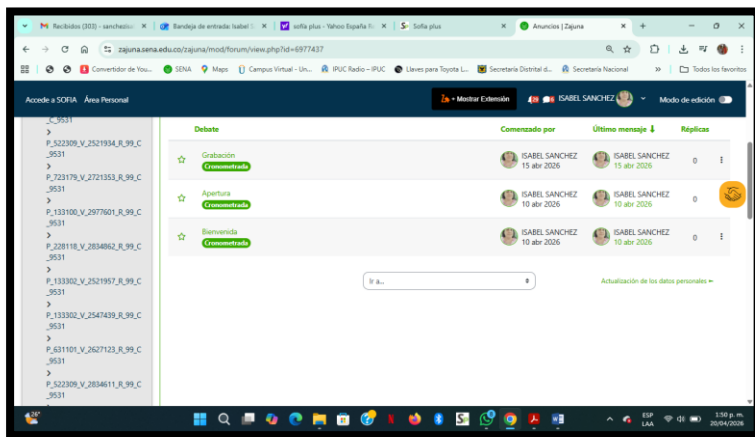 Recibidos (303) - sanchezisa
Bandeja de entrada: Isabel S
sofia plus - Yahoo España R
Sofia plus
Anuncios | Zajuna
zajuna.sena.edu.co/zajuna/mod/forum/view.php?id=6977437
Convertidor de You...
SENA
Maps
Campus Virtual - Un...
IPUC Radio – IPUC
Llaves para Toyota L...
Secretaría Distrital d...
Secretaría Nacional
Todos los favoritos
Accede a SOFIA
Área Personal
+ Mostrar Extensión
ISABEL SANCHEZ
Modo de edición
_C_9531
P_522309_V_2521934_R_99_C
_9531
P_723179_V_2721353_R_99_C
_9531
P_133100_V_2977601_R_99_C
_9531
P_228118_V_2834862_R_99_C
_9531
P_133302_V_2521957_R_99_C
_9531
P_133302_V_2547439_R_99_C
_9531
P_631101_V_2627123_R_99_C
_9531
P_522309_V_2834611_R_99_C
_9531
Debate
Comenzado por
Último mensaje
Réplicas
Grabación
Cronometrada
ISABEL SANCHEZ
15 abr 2026
ISABEL SANCHEZ
15 abr 2026
0
Apertura
Cronometrada
ISABEL SANCHEZ
10 abr 2026
ISABEL SANCHEZ
10 abr 2026
0
Bienvenida
Cronometrada
ISABEL SANCHEZ
10 abr 2026
ISABEL SANCHEZ
10 abr 2026
0
Ir a...
Actualización de los datos personales
26°
ESP
LAA
1:50 p. m.
20/04/2026